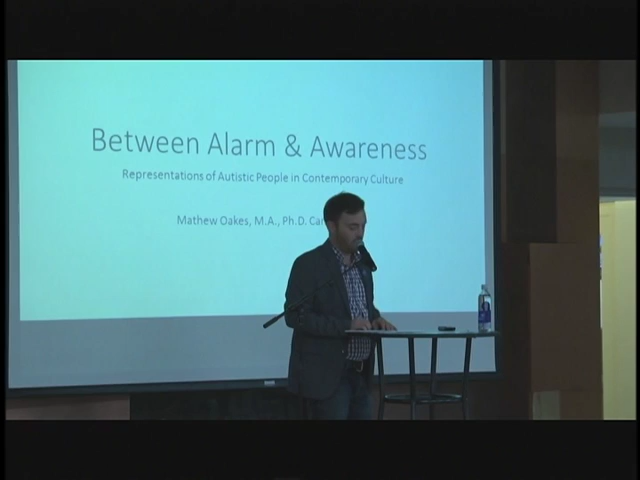 Between Alarm & Awareness
Representations of Autistic People in Contemporary Culture
Mathew Oakes, M.A., Ph.D.